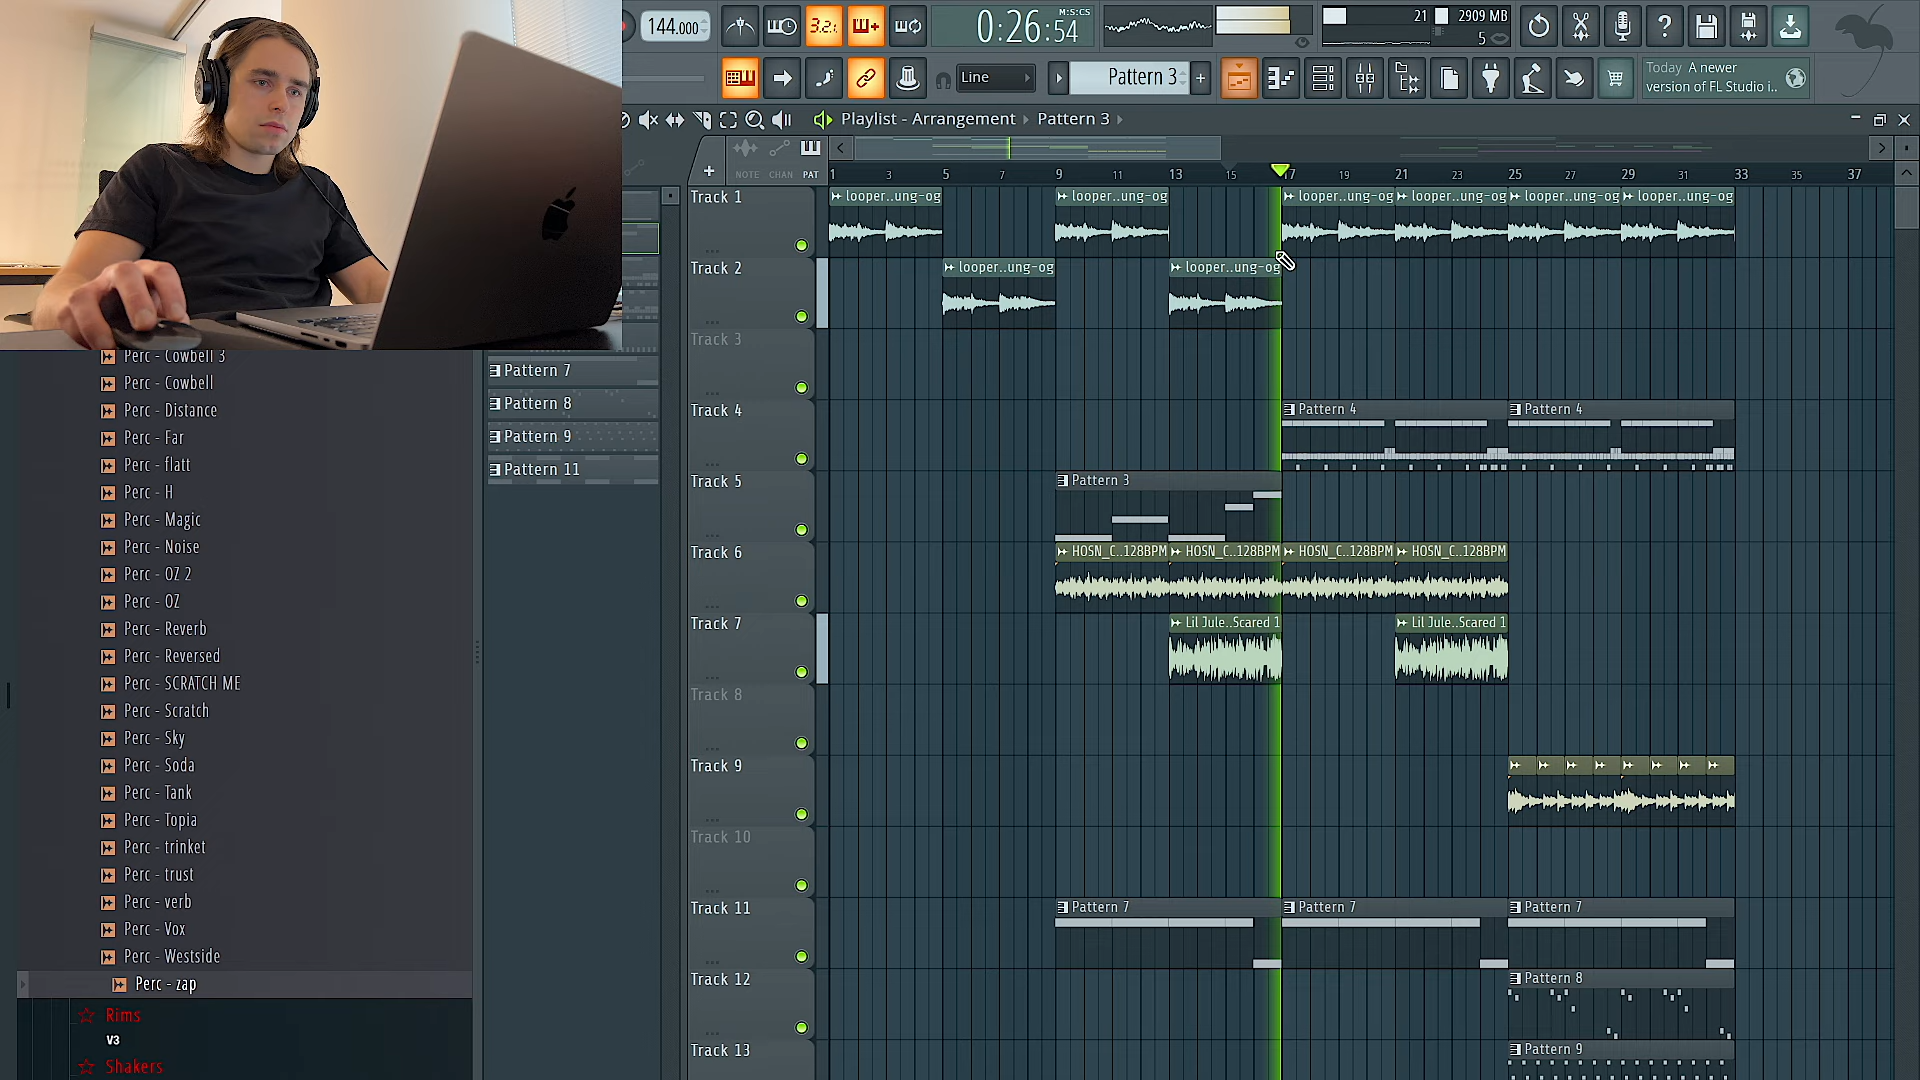 144.000
3.2.
0:26:54
M:S:CS
21
2909 MB
5
Line
Pattern 3
+
?
Today A newer
version of FL Studio i..
Playlist - Arrangement › Pattern 3 ›
NOTE CHAN PAT
1 3 5 7 9 11 13 15 17 19 21 23 25 27 29 31 33 35 37
Track 1
looper..ung-og
looper..ung-og
looper..ung-og
looper..ung-og
looper..ung-og
looper..ung-og
Track 2
looper..ung-og
looper..ung-og
Track 3
Track 4
Pattern 4
Pattern 4
Track 5
Pattern 3
Track 6
HOSN_C..128BPM
HOSN_C..128BPM
HOSN_C..128BPM
HOSN_C..128BPM
Track 7
Lil Jule..Scared 1
Lil Jule..Scared 1
Track 8
Track 9
Track 10
Track 11
Pattern 7
Pattern 7
Pattern 7
Track 12
Pattern 8
Track 13
Pattern 9
Pattern 7
Pattern 8
Pattern 9
Pattern 11
Perc - Cowbell 3
Perc - Cowbell
Perc - Distance
Perc - Far
Perc - flatt
Perc - H
Perc - Magic
Perc - Noise
Perc - OZ 2
Perc - OZ
Perc - Reverb
Perc - Reversed
Perc - SCRATCH ME
Perc - Scratch
Perc - Sky
Perc - Soda
Perc - Tank
Perc - Topia
Perc - trinket
Perc - trust
Perc - verb
Perc - Vox
Perc - Westside
Perc - zap
Rims
V3
Shakers